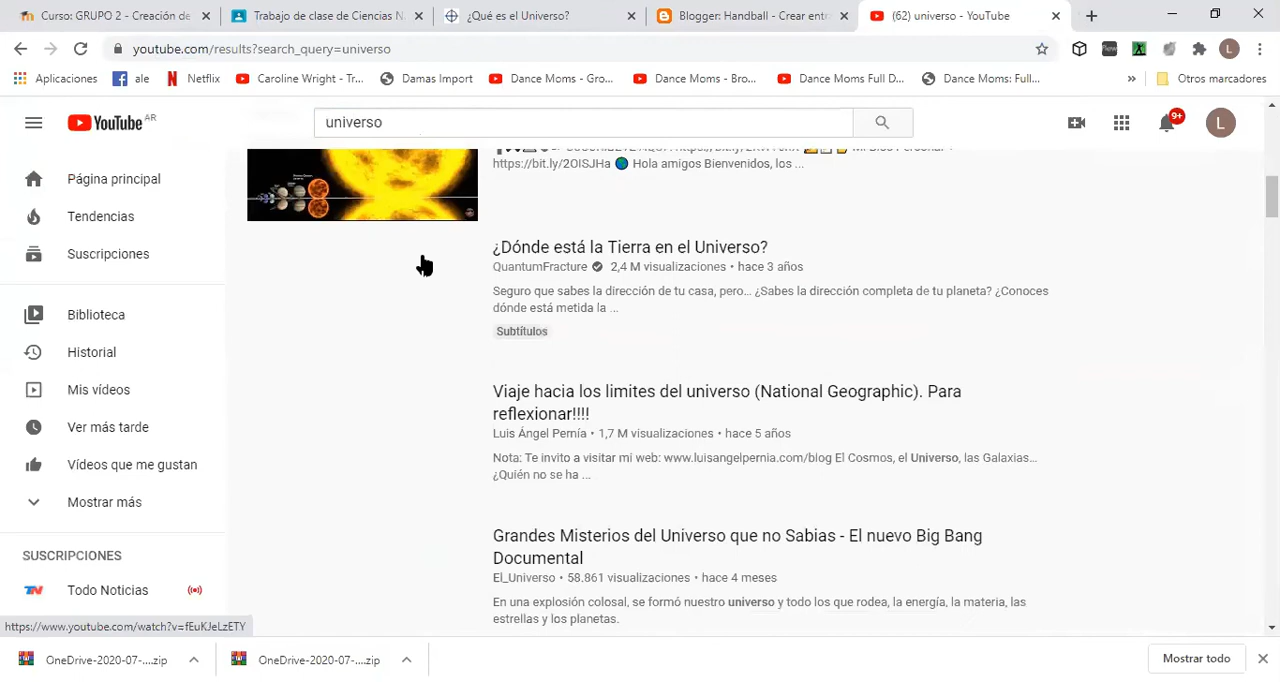 Curso: GRUPO 2 - Creación de
Trabajo de clase de Ciencias N
¿Qué es el Universo?
Blogger: Handball - Crear entr
(62) universo - YouTube
youtube.com/results?search_query=universo
L
Aplicaciones
ale
Netflix
Caroline Wright - Tr...
Damas Import
Dance Moms - Gro...
Dance Moms - Bro...
Dance Moms Full D...
Dance Moms: Full...
»
Otros marcadores
YouTube AR
universo
9+
L
Página principal
Tendencias
Suscripciones
Biblioteca
Historial
Mis vídeos
Ver más tarde
Vídeos que me gustan
Mostrar más
SUSCRIPCIONES
Todo Noticias
https://bit.ly/2OISJHa Hola amigos Bienvenidos, los ...
¿Dónde está la Tierra en el Universo?
QuantumFracture 2,4 M visualizaciones • hace 3 años
Seguro que sabes la dirección de tu casa, pero... ¿Sabes la dirección completa de tu planeta? ¿Conoces
dónde está metida la ...
Subtítulos
Viaje hacia los limites del universo (National Geographic). Para
reflexionar!!!!
Luis Ángel Pernía • 1,7 M visualizaciones • hace 5 años
Nota: Te invito a visitar mi web: www.luisangelpernia.com/blog El Cosmos, el Universo, las Galaxias...
¿Quién no se ha ...
Grandes Misterios del Universo que no Sabias - El nuevo Big Bang
Documental
El_Universo • 58.861 visualizaciones • hace 4 meses
En una explosión colosal, se formó nuestro universo y todo los que rodea, la energía, la materia, las
estrellas y los planetas.
https://www.youtube.com/watch?v=fEuKJeLzETY
OneDrive-2020-07-....zip
OneDrive-2020-07-....zip
Mostrar todo